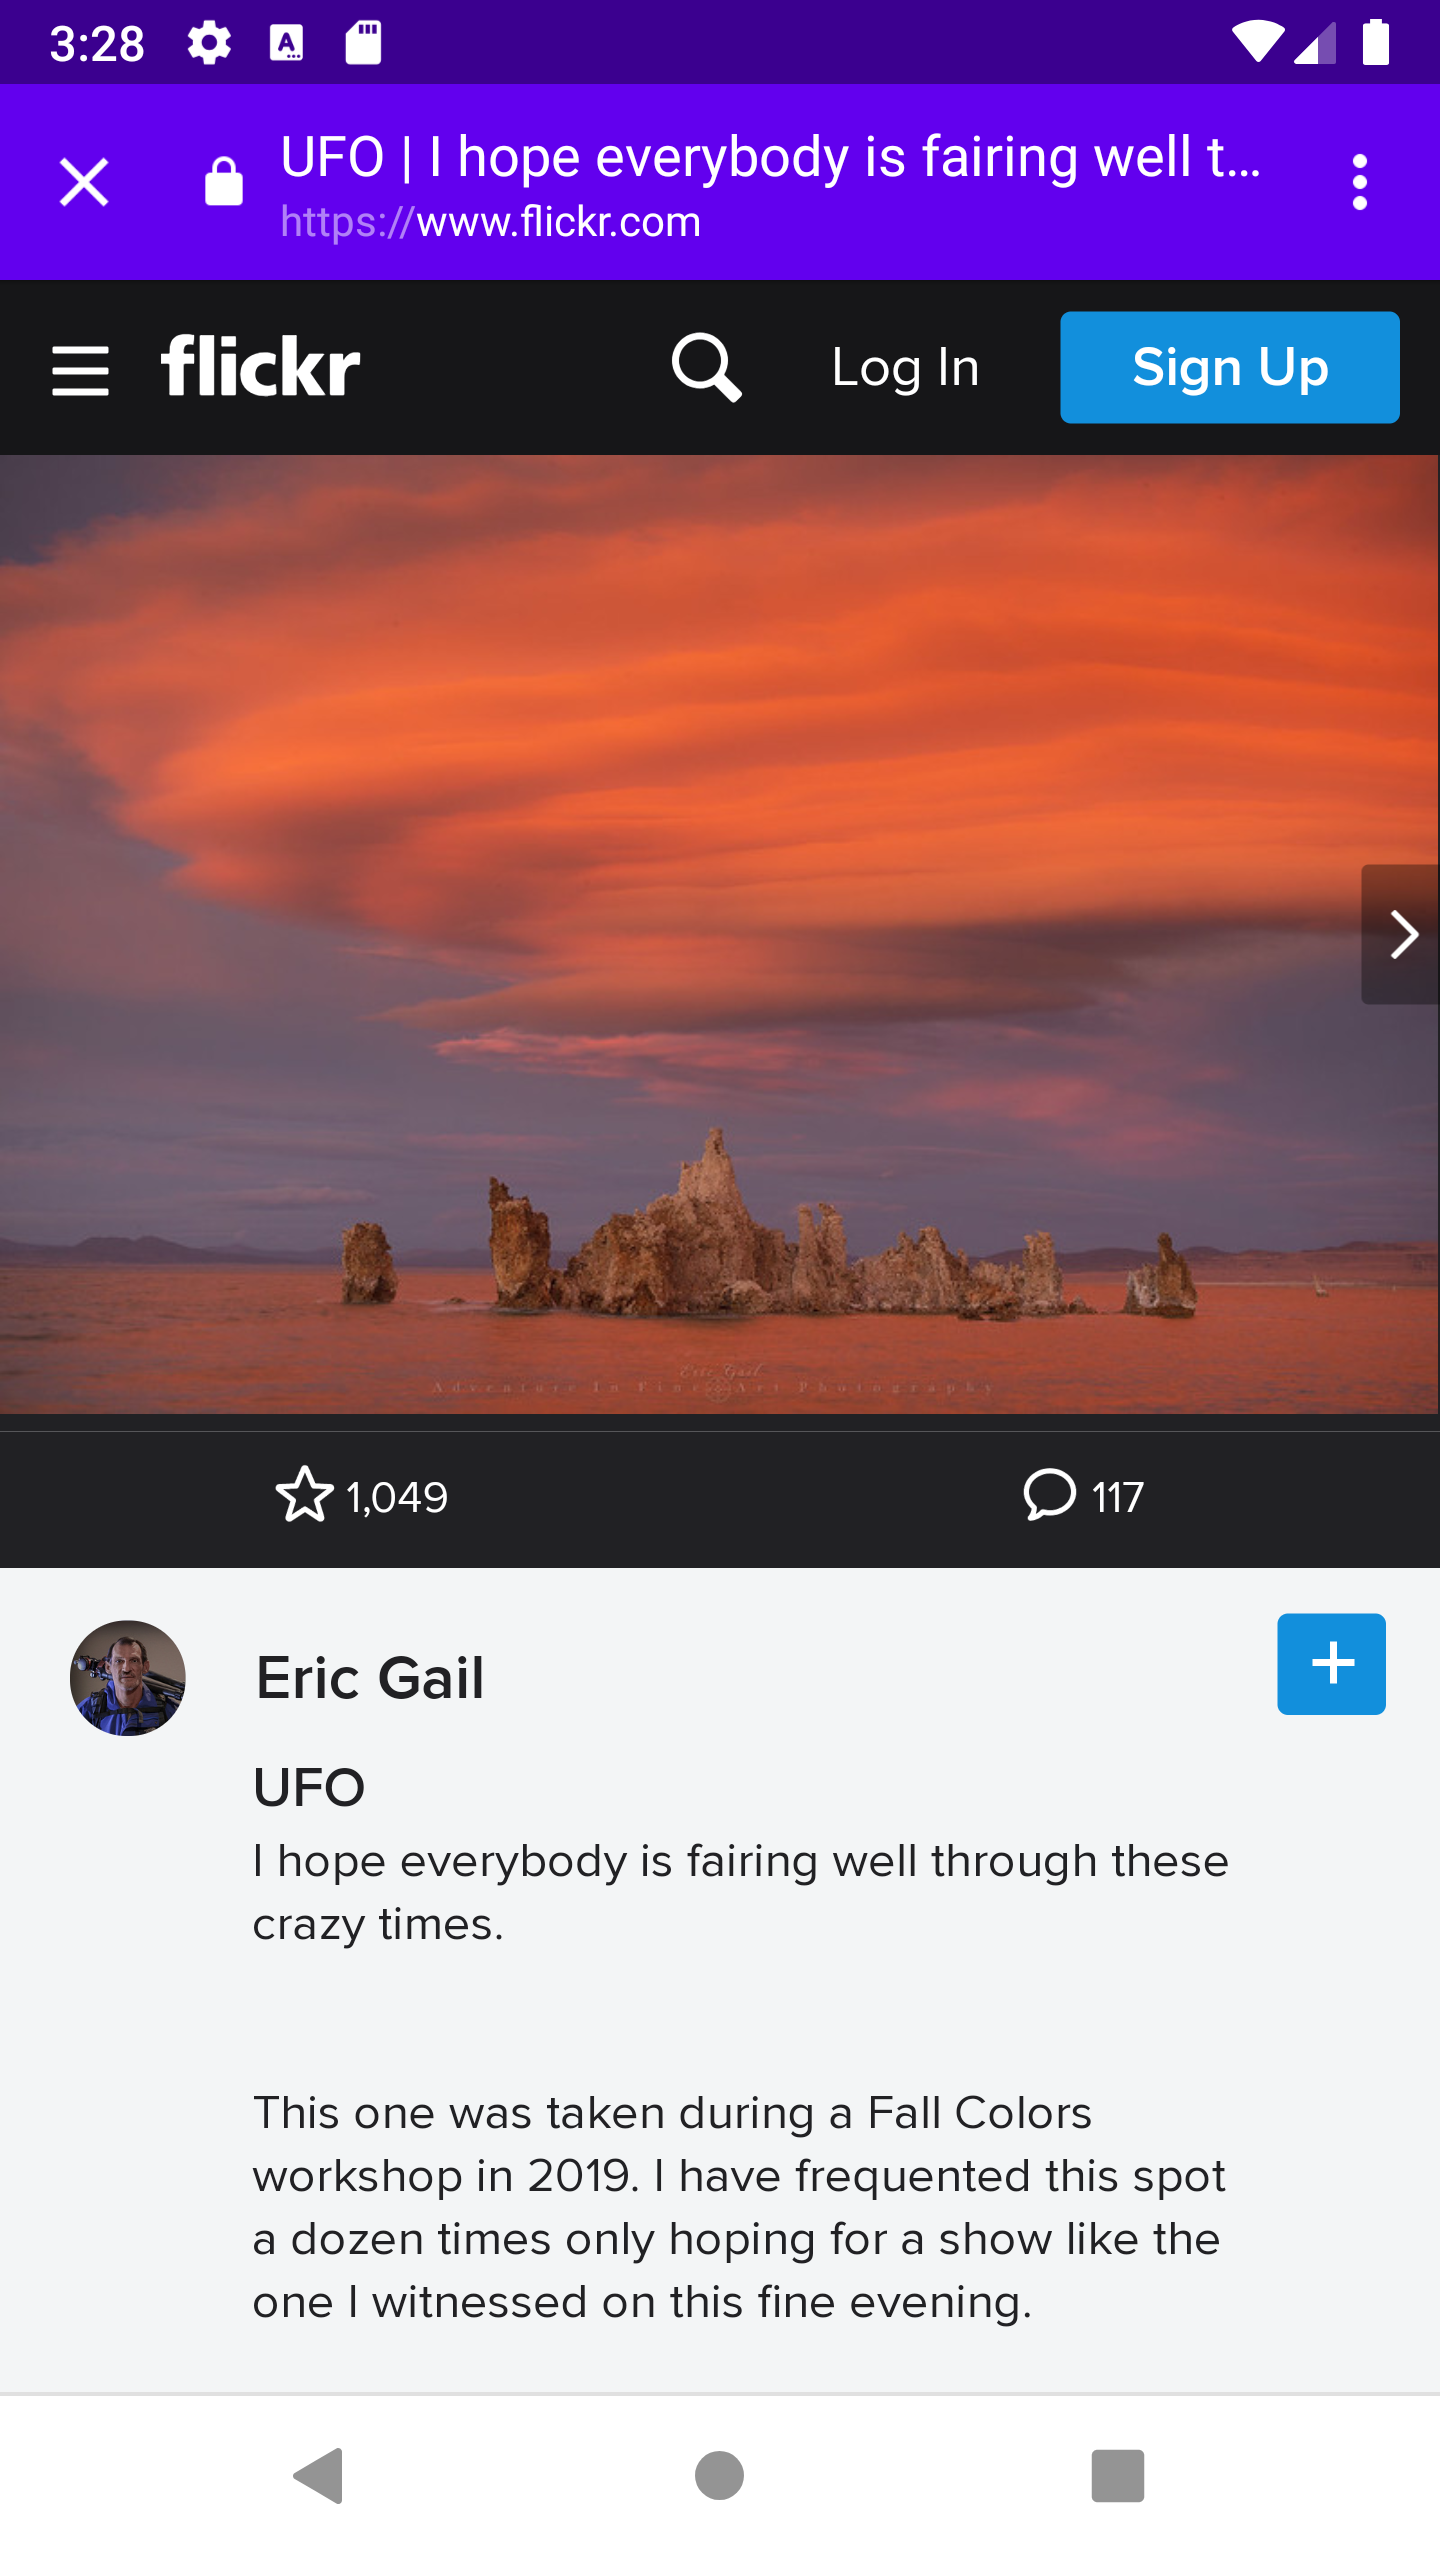 3:28
UFO | I hope everybody is fairing well t...
https://www.flickr.com
flickr
Log In
Sign Up
Eric Gail
Adventure In Fine Art Photography
1,049
117
Eric Gail
UFO
I hope everybody is fairing well through these
crazy times.
This one was taken during a Fall Colors
workshop in 2019. I have frequented this spot
a dozen times only hoping for a show like the
one I witnessed on this fine evening.